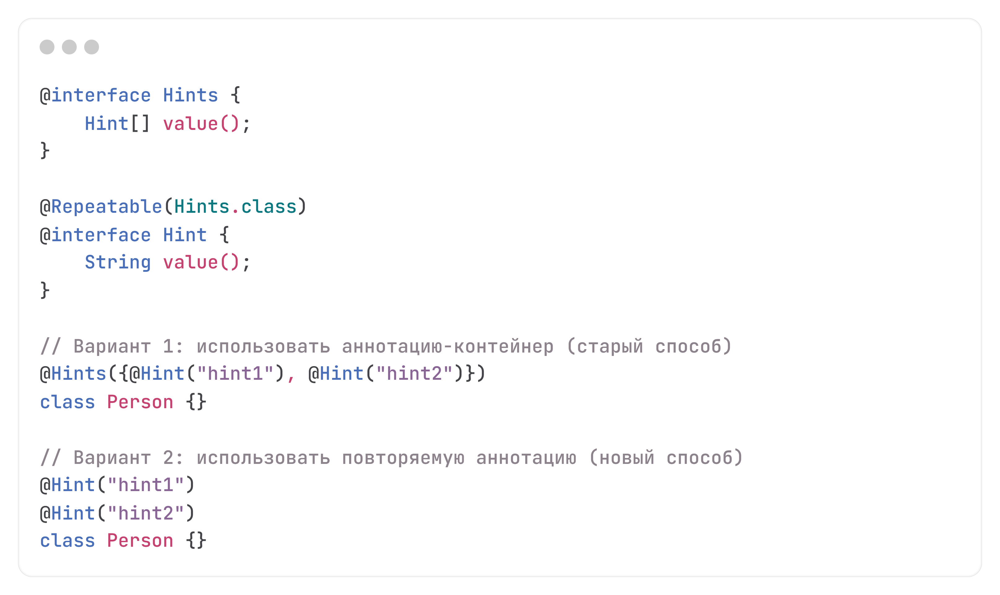 @interface Hints {
    Hint[] value();
}

@Repeatable(Hints.class)
@interface Hint {
    String value();
}

// Вариант 1: использовать аннотацию-контейнер (старый способ)
@Hints({@Hint("hint1"), @Hint("hint2")})
class Person {}

// Вариант 2: использовать повторяемую аннотацию (новый способ)
@Hint("hint1")
@Hint("hint2")
class Person {}